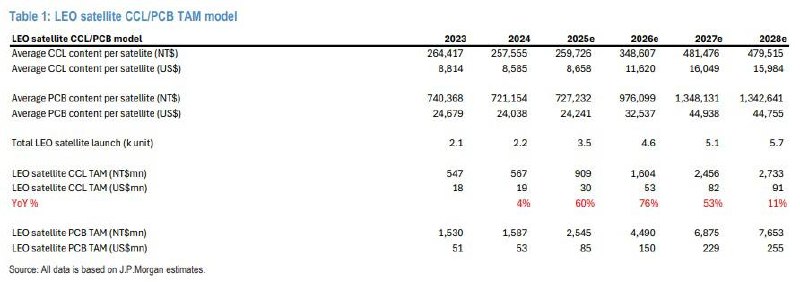 Table 1: LEO satellite CCL/PCB TAM model
LEO satellite CCL/PCB model 2023 2024 2025e 2026e 2027e 2028e
Average CCL content per satelite (NT$) 264,417 257,555 259,726 348,607 481,476 479,515
Average CCL content per satellite (US$) 8,814 8,585 8,658 11,620 16,049 15,984
Average PCB content per satellite (NT$) 740,368 721,154 727,232 976,099 1,348,131 1,342,641
Average PCB content per satellite (US$) 24,679 24,038 24,241 32,537 44,938 44,755
Total LEO satellite launch (k unit) 2.1 2.2 3.5 4.6 5.1 5.7
LEO satellite CCL TAM (NT$mn) 547 567 909 1,604 2,456 2,733
LEO satellite CCL TAM (US$mn) 18 19 30 53 82 91
YoY % 4% 60% 76% 53% 11%
LEO satellite PCB TAM (NT$mn) 1,530 1,587 2,545 4,490 6,875 7,653
LEO satellite PCB TAM (US$mn) 51 53 85 150 229 255
Source: All data is based on J.P.Morgan estimates.